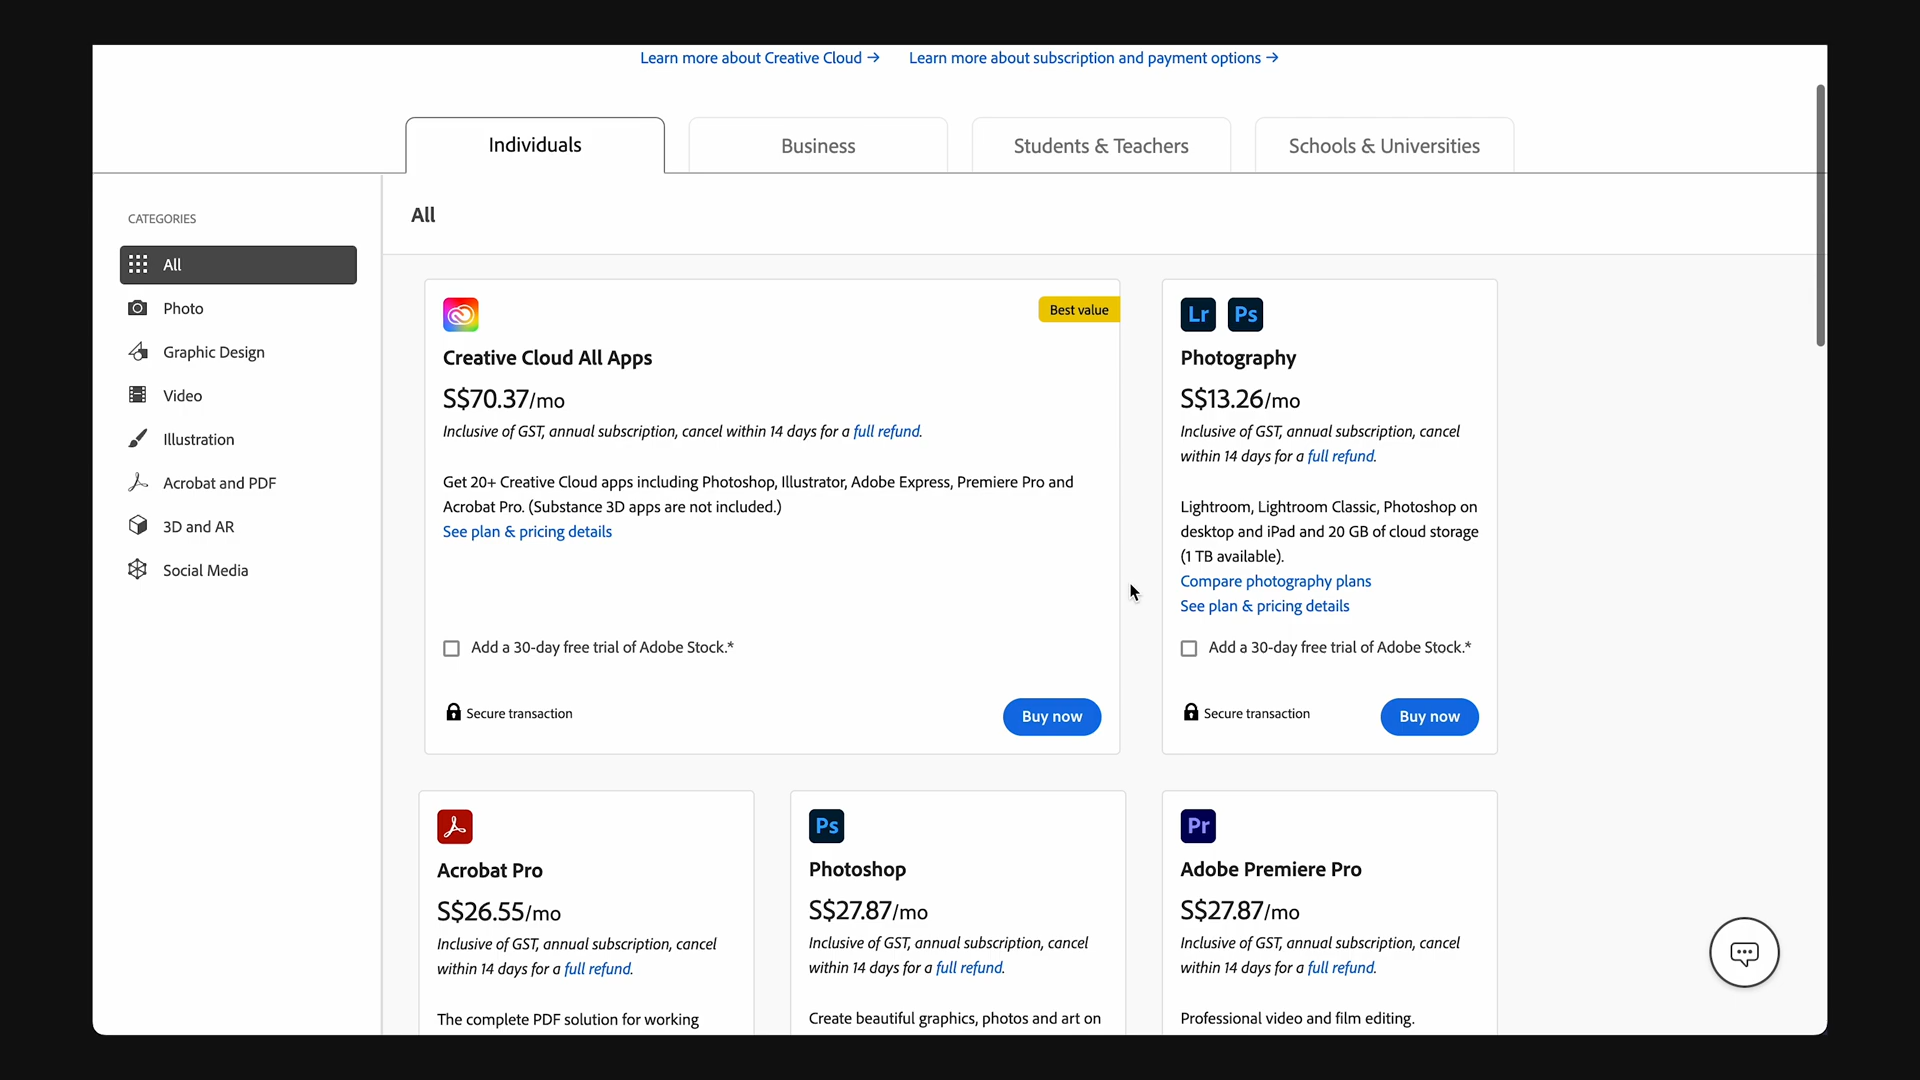 Learn more about Creative Cloud → Learn more about subscription and payment options →
Individuals
Business
Students & Teachers
Schools & Universities
CATEGORIES
All
Photo
Graphic Design
Video
Illustration
Acrobat and PDF
3D and AR
Social Media
All
Best value
Creative Cloud All Apps
S$70.37/mo
Inclusive of GST, annual subscription, cancel within 14 days for a full refund.
Get 20+ Creative Cloud apps including Photoshop, Illustrator, Adobe Express, Premiere Pro and
Acrobat Pro. (Substance 3D apps are not included.)
See plan & pricing details
Add a 30-day free trial of Adobe Stock.*
Secure transaction
Buy now
Lr Ps
Photography
S$13.26/mo
Inclusive of GST, annual subscription, cancel
within 14 days for a full refund.
Lightroom, Lightroom Classic, Photoshop on
desktop and iPad and 20 GB of cloud storage
(1 TB available).
Compare photography plans
See plan & pricing details
Add a 30-day free trial of Adobe Stock.*
Secure transaction
Buy now
Acrobat Pro
S$26.55/mo
Inclusive of GST, annual subscription, cancel
within 14 days for a full refund.
The complete PDF solution for working
Ps
Photoshop
S$27.87/mo
Inclusive of GST, annual subscription, cancel
within 14 days for a full refund.
Create beautiful graphics, photos and art on
Pr
Adobe Premiere Pro
S$27.87/mo
Inclusive of GST, annual subscription, cancel
within 14 days for a full refund.
Professional video and film editing.